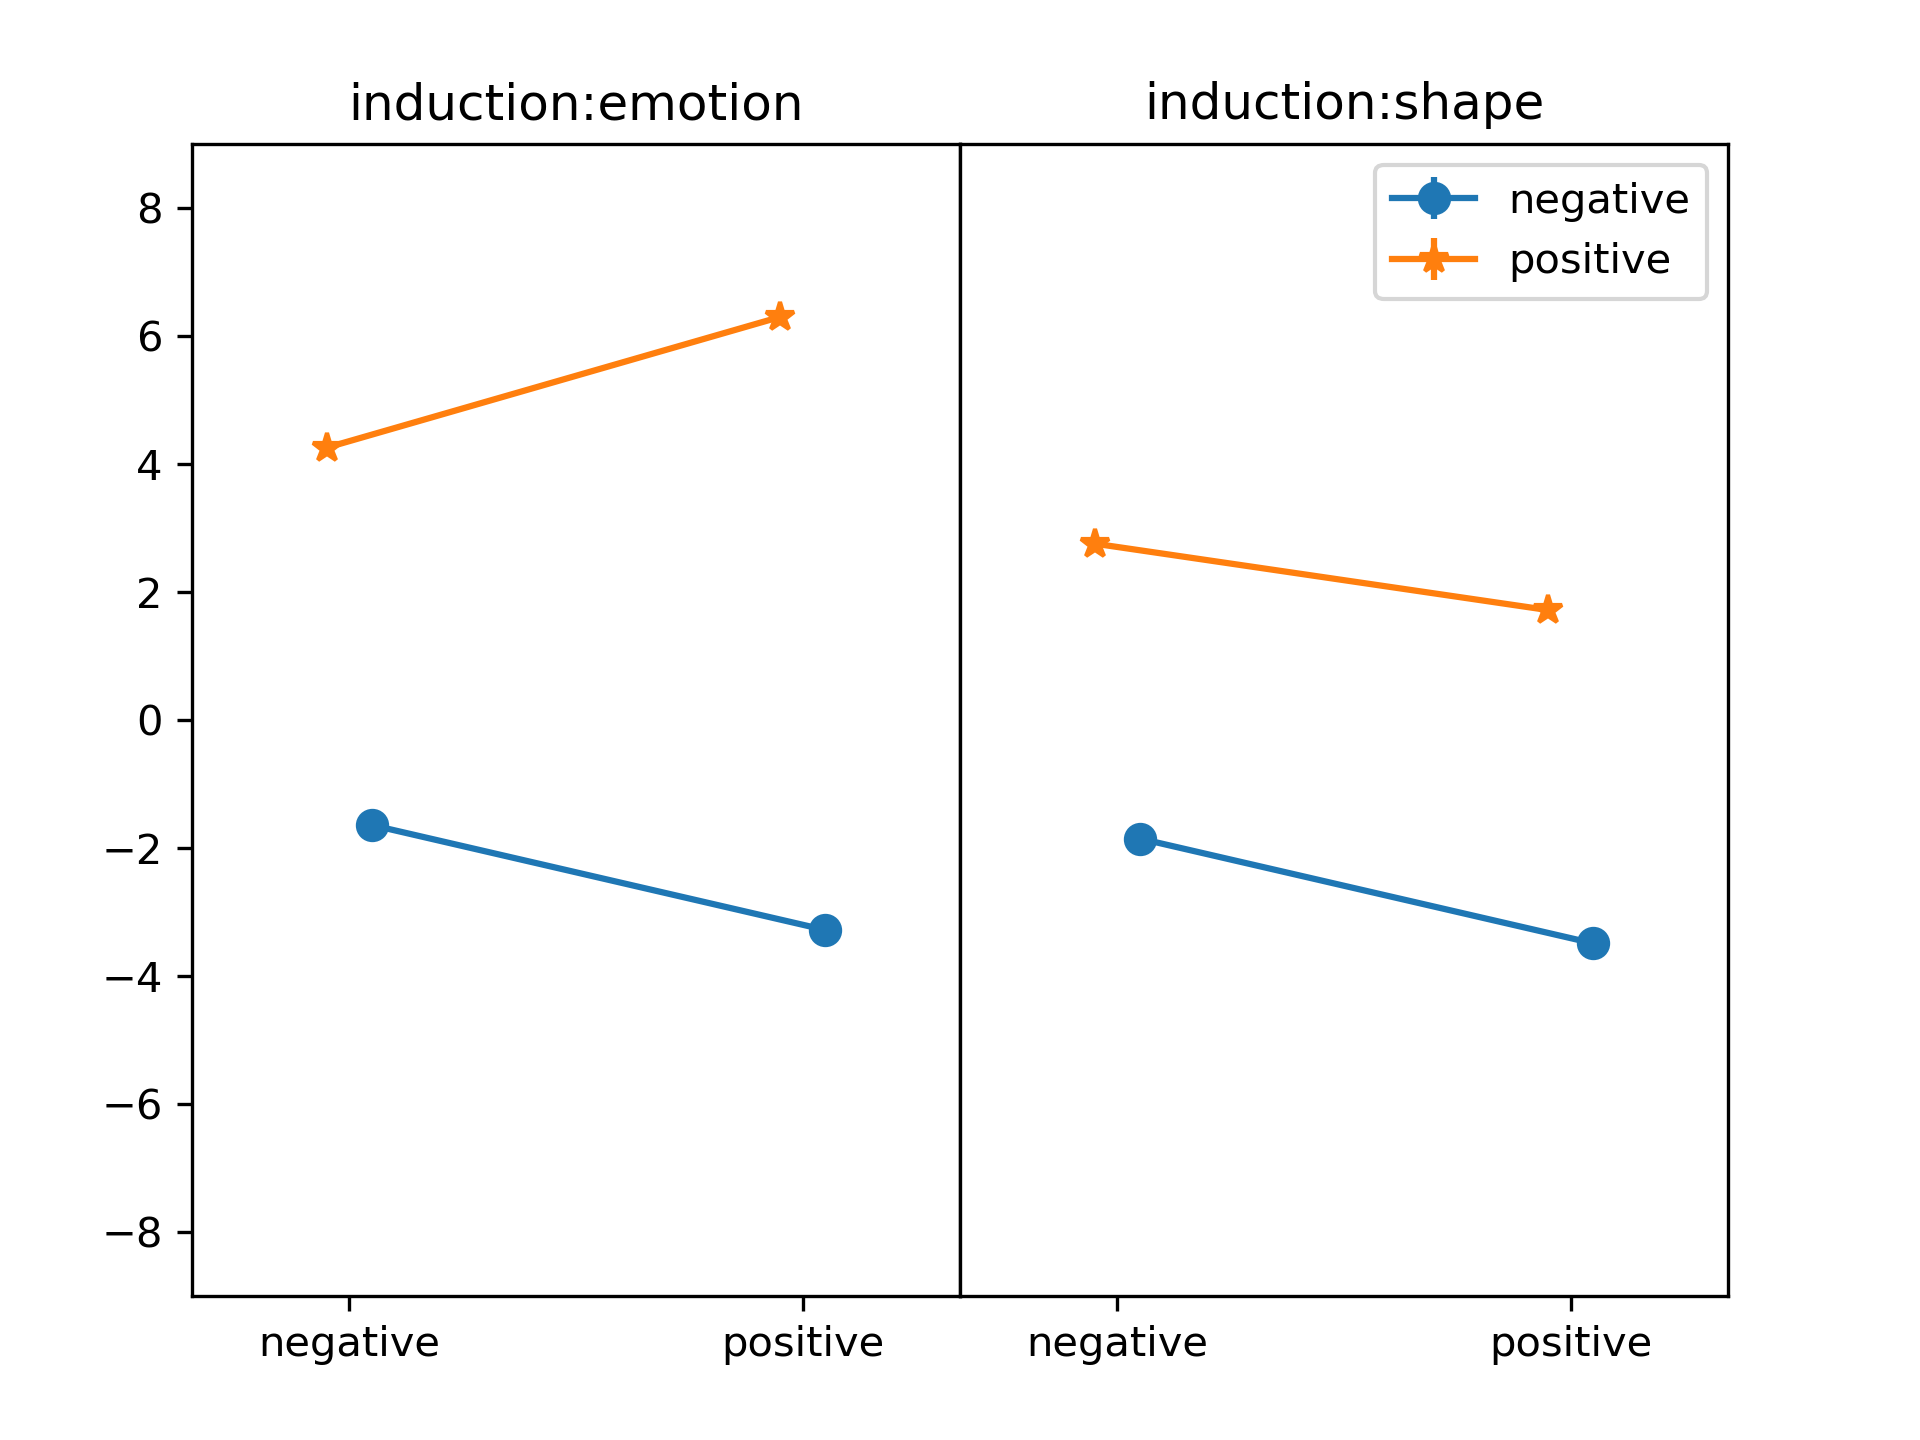 induction:emotion
induction:shape
negative
positive
8
6
4
2
0
−2
−4
−6
−8
negative
positive
negative
positive